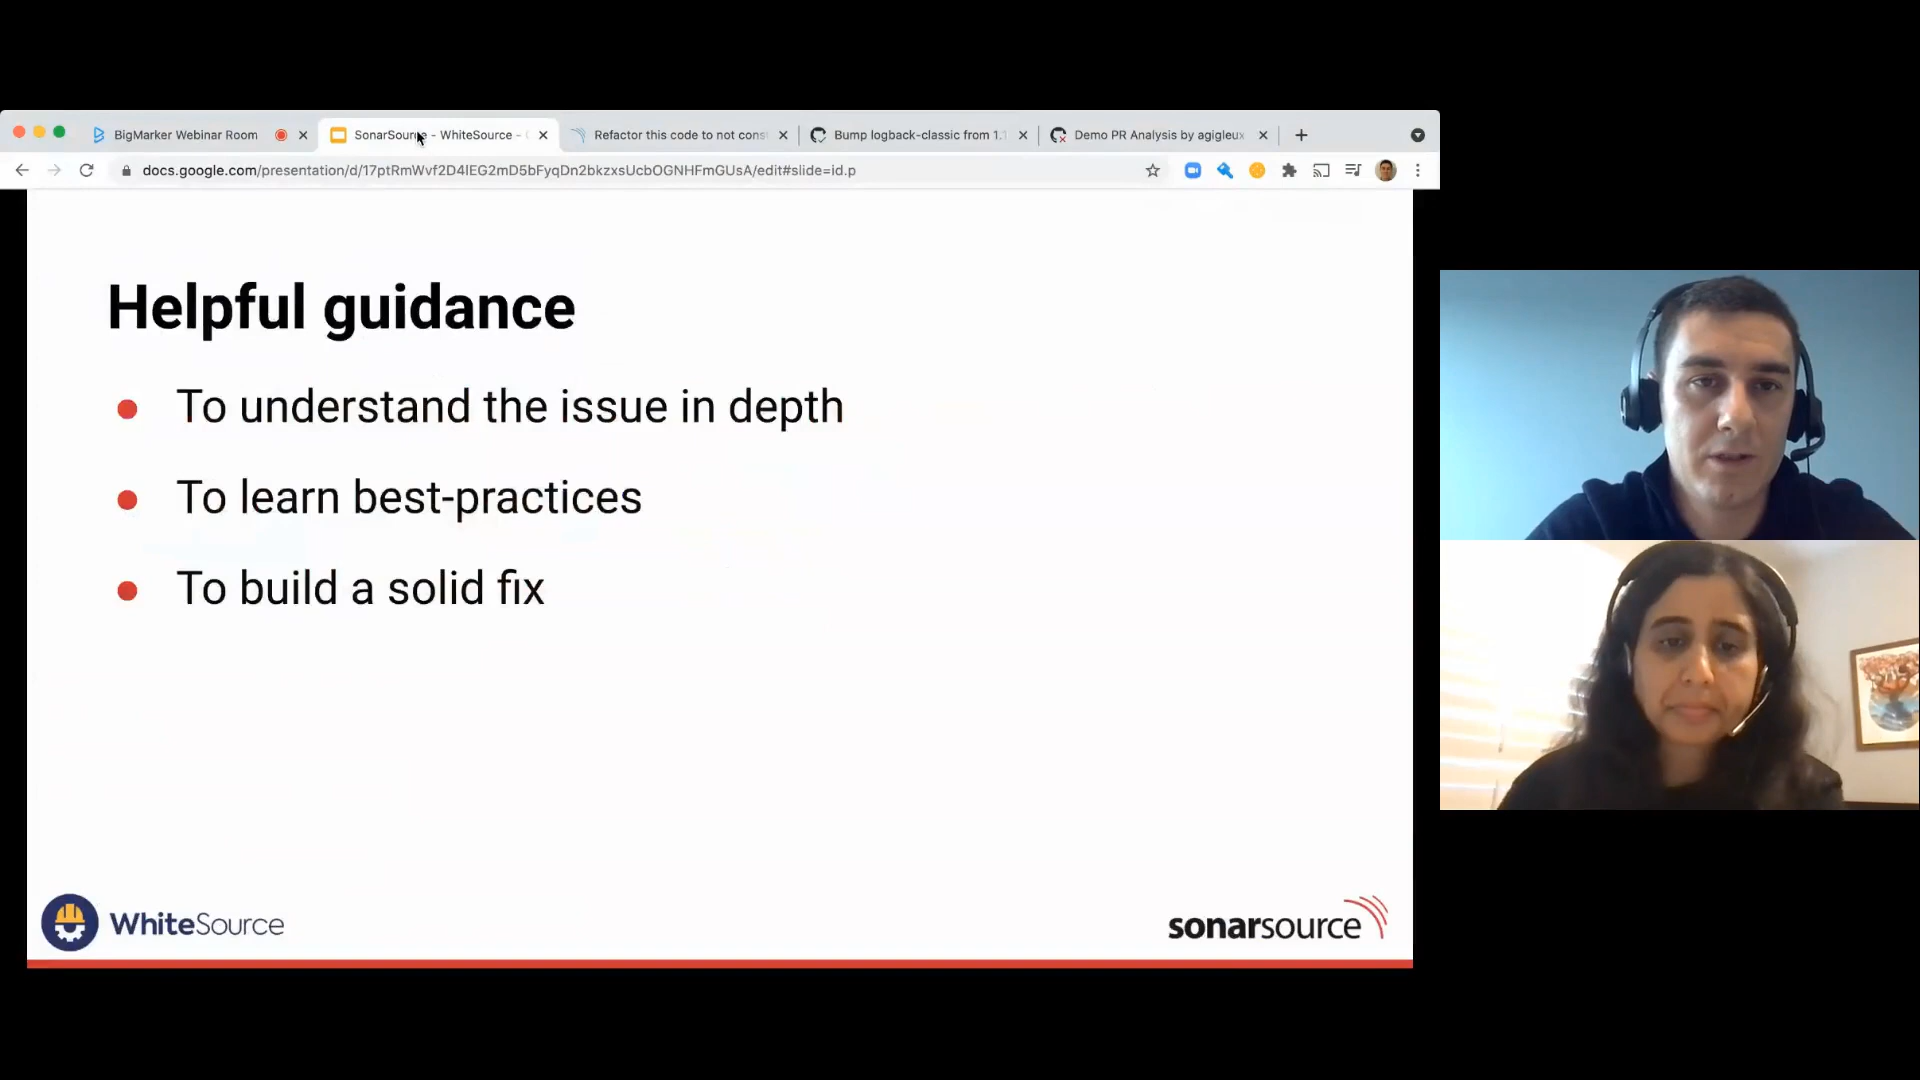 BigMarker Webinar Room
SonarSource - WhiteSource -
Refactor this code to not cons
Bump logback-classic from 1.
Demo PR Analysis by agigleux
docs.google.com/presentation/d/17ptRmWvf2D4lEG2mD5bFyqDn2bkzxsUcbOGNHFmGUsA/edit#slide=id.p
Helpful guidance
To understand the issue in depth
To learn best-practices
To build a solid fix
WhiteSource
sonarsource